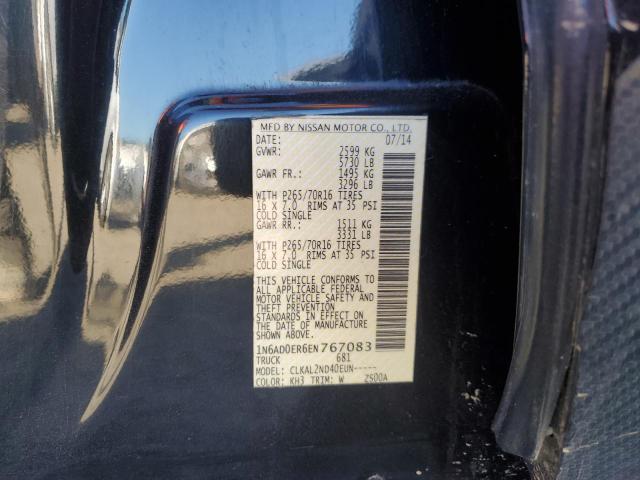 MFD BY NISSAN MOTOR CO., LTD.
DATE: 07/14
GVWR: 2599 KG
5730 LB
GAWR FR.: 1495 KG
3296 LB
WITH P265/70R16 TIRES
16 X 7.0 RIMS AT 35 PSI
COLD SINGLE
GAWR RR.: 1511 KG
3331 LB
WITH P265/70R16 TIRES
16 X 7.0 RIMS AT 35 PSI
COLD SINGLE
THIS VEHICLE CONFORMS TO
ALL APPLICABLE FEDERAL
MOTOR VEHICLE SAFETY AND
THEFT PREVENTION
STANDARDS IN EFFECT ON
THE DATE OF MANUFACTURE
SHOWN ABOVE.
1N6AD0ER6EN767083
TRUCK 681
MODEL: CLKAL2ND40EUN-----
COLOR: KH3 TRIM: W 2500A